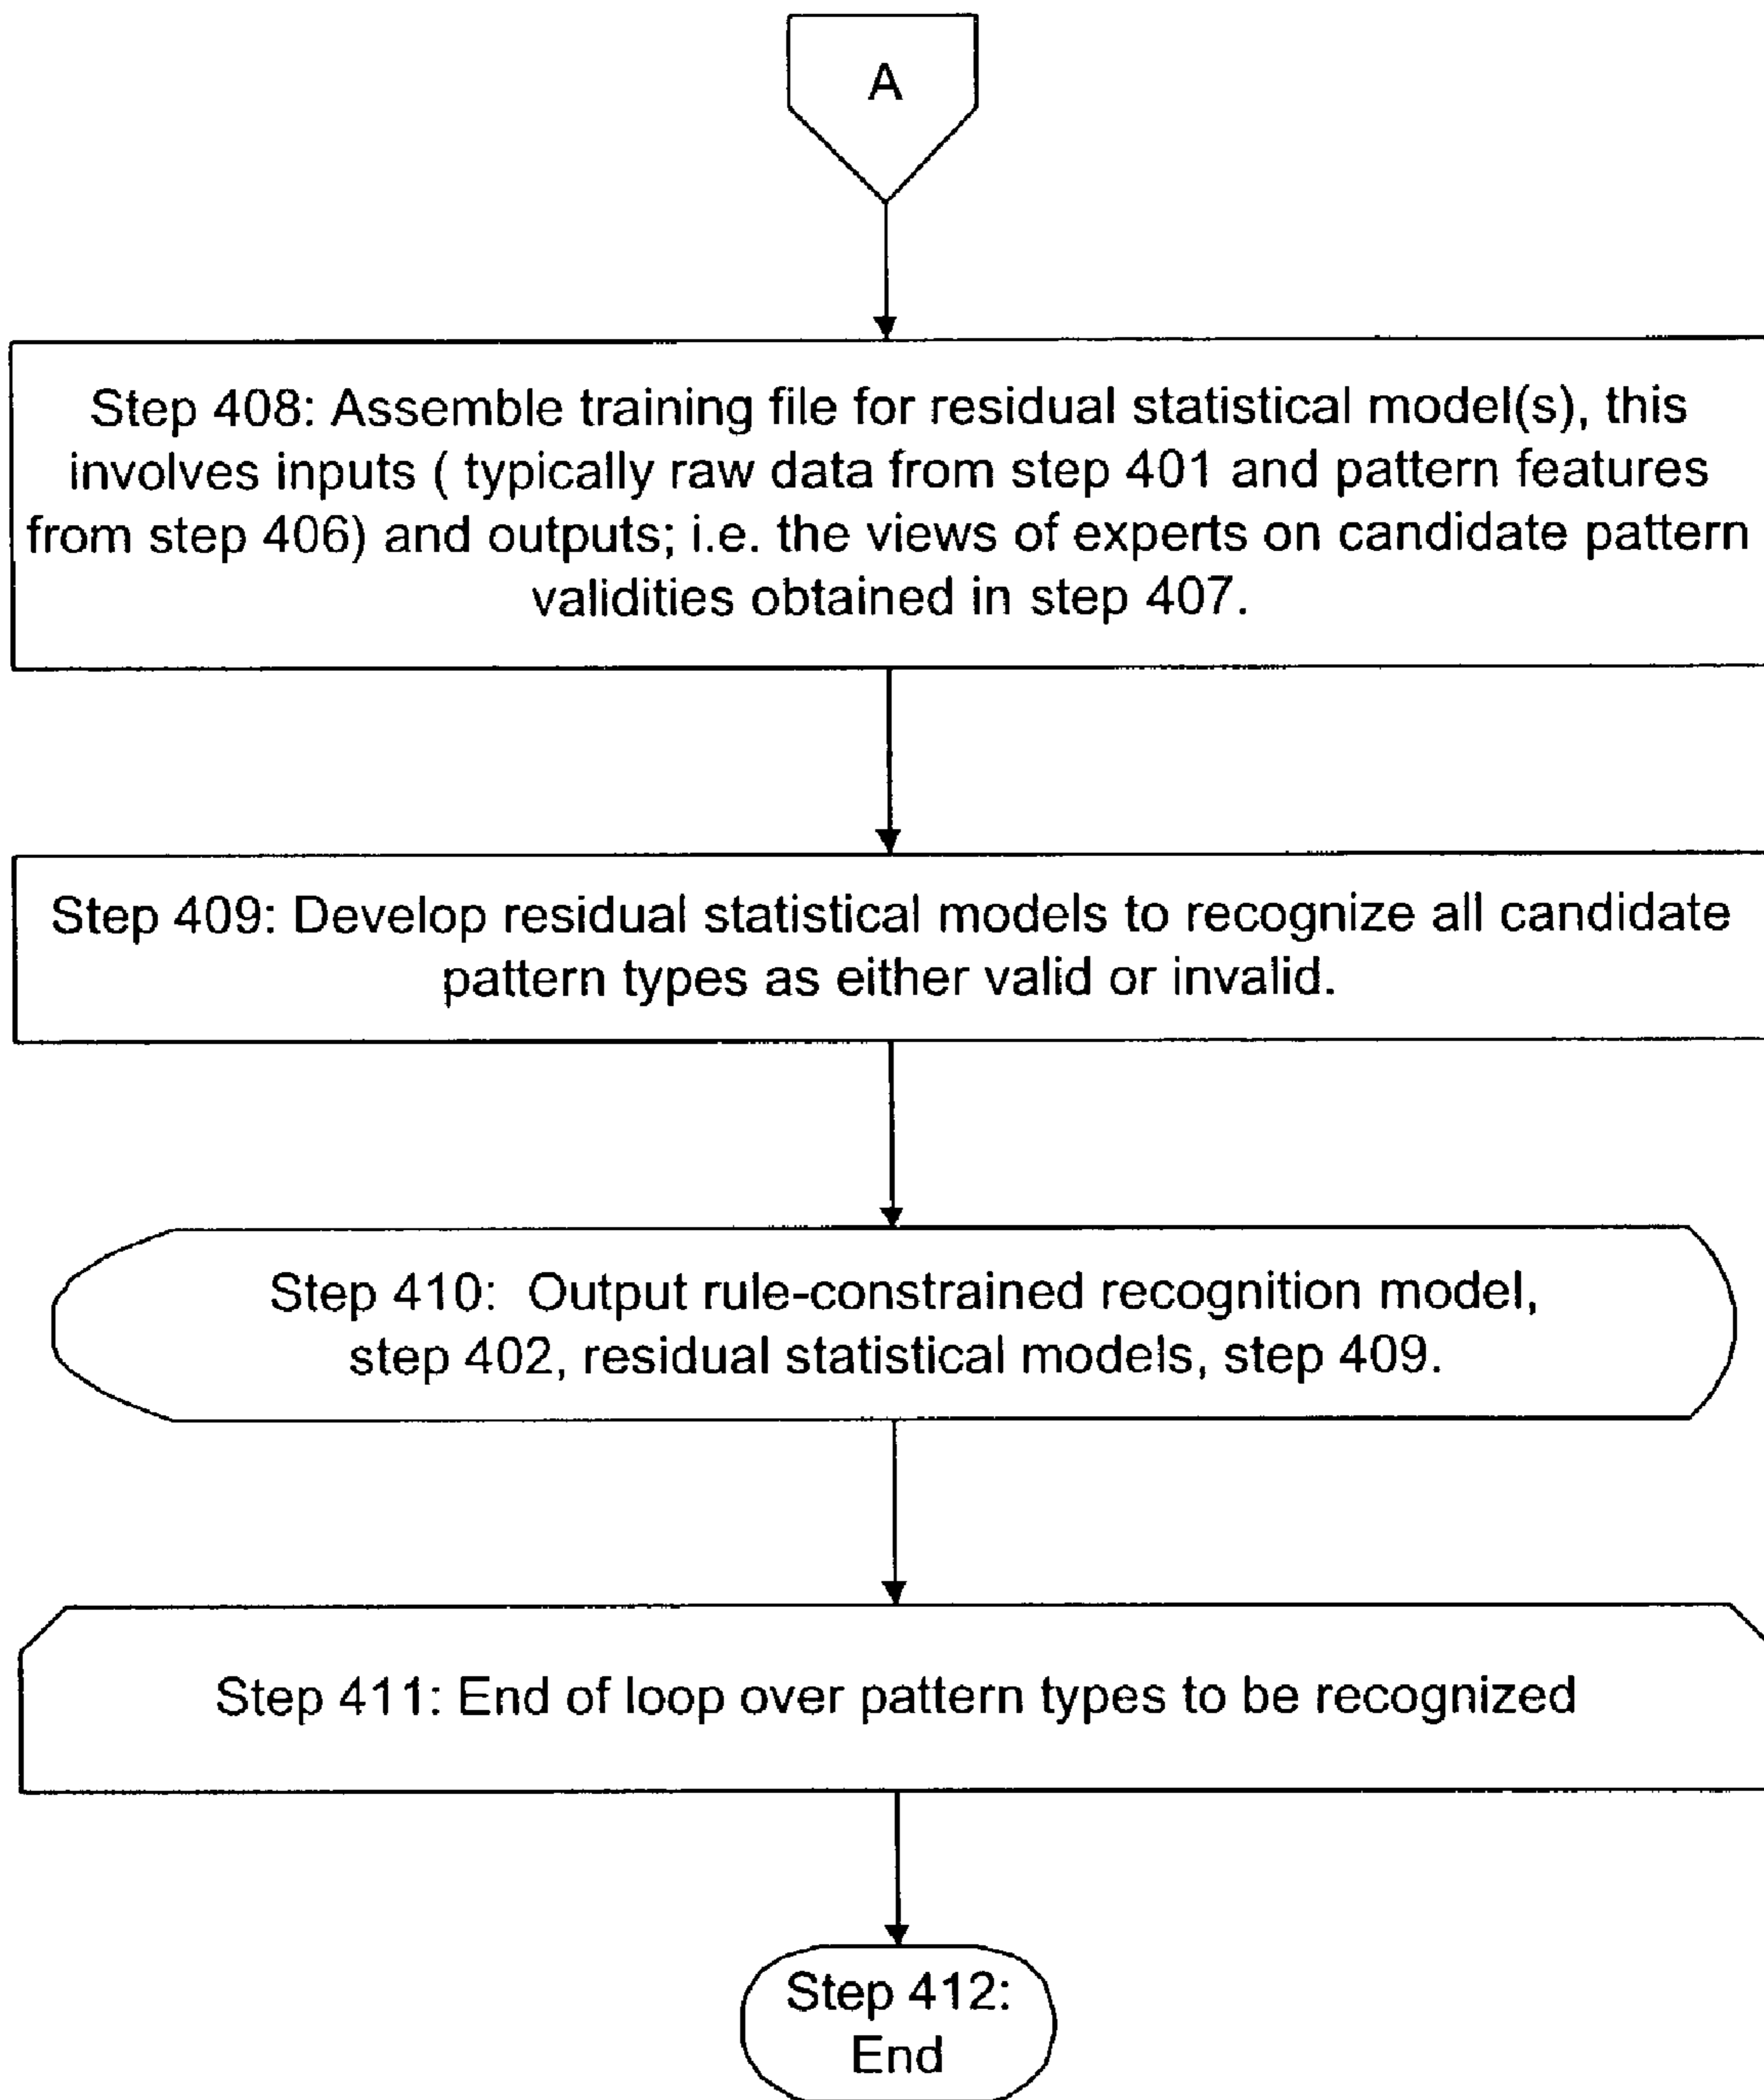 A
Step 408: Assemble training file for residual statistical model(s), this
involves inputs ( typically raw data from step 401 and pattern features
from step 406) and outputs; i.e. the views of experts on candidate pattern
validities obtained in step 407.
Step 409: Develop residual statistical models to recognize all candidate
pattern types as either valid or invalid.
Step 410:  Output rule-constrained recognition model,
step 402, residual statistical models, step 409.
Step 411: End of loop over pattern types to be recognized
Step 412:
End